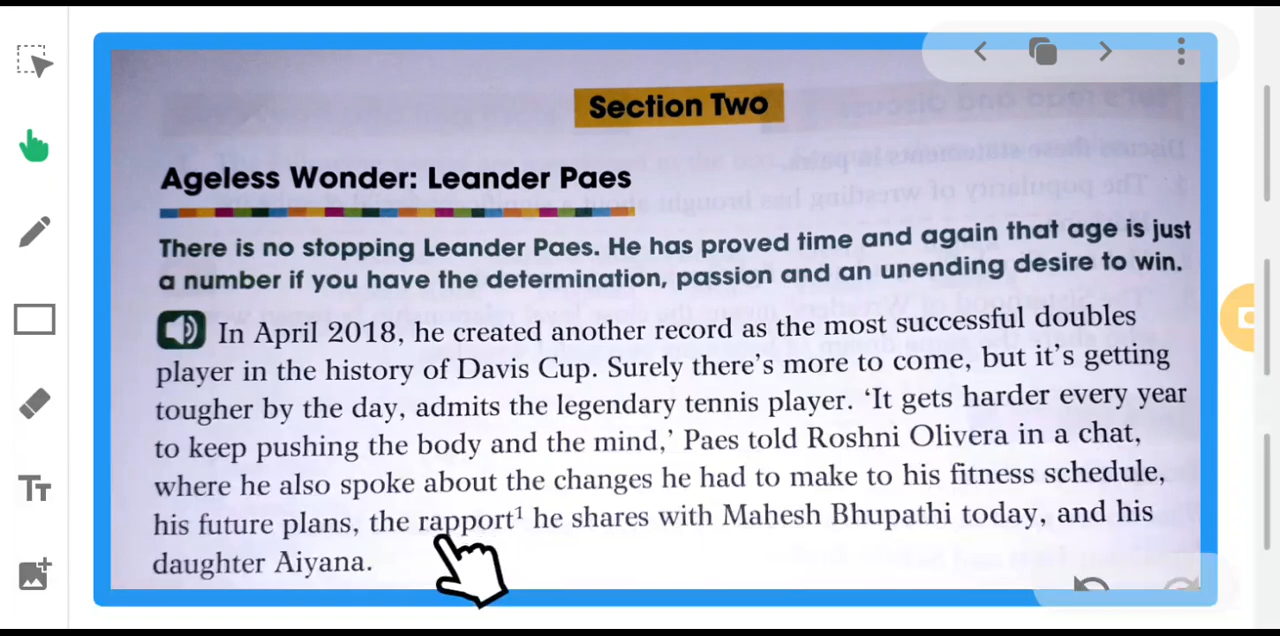 Section Two
Ageless Wonder: Leander Paes
There is no stopping Leander Paes. He has proved time and again that age is just
a number if you have the determination, passion and an unending desire to win.
In April 2018, he created another record as the most successful doubles
player in the history of Davis Cup. Surely there's more to come, but it's getting
tougher by the day, admits the legendary tennis player. 'It gets harder every year
to keep pushing the body and the mind,' Paes told Roshni Olivera in a chat,
where he also spoke about the changes he had to make to his fitness schedule,
his future plans, the rapport¹ he shares with Mahesh Bhupathi today, and his
daughter Aiyana.
TT